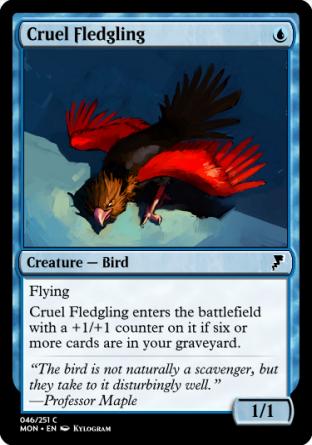 Cruel Fledgling
Creature — Bird
Flying
Cruel Fledgling enters the battlefield
with a +1/+1 counter on it if six or
more cards are in your graveyard.
“The bird is not naturally a scavenger, but
they take to it disturbingly well.”
—Professor Maple
1/1
046/251 C
MON • EN KYLOGRAM